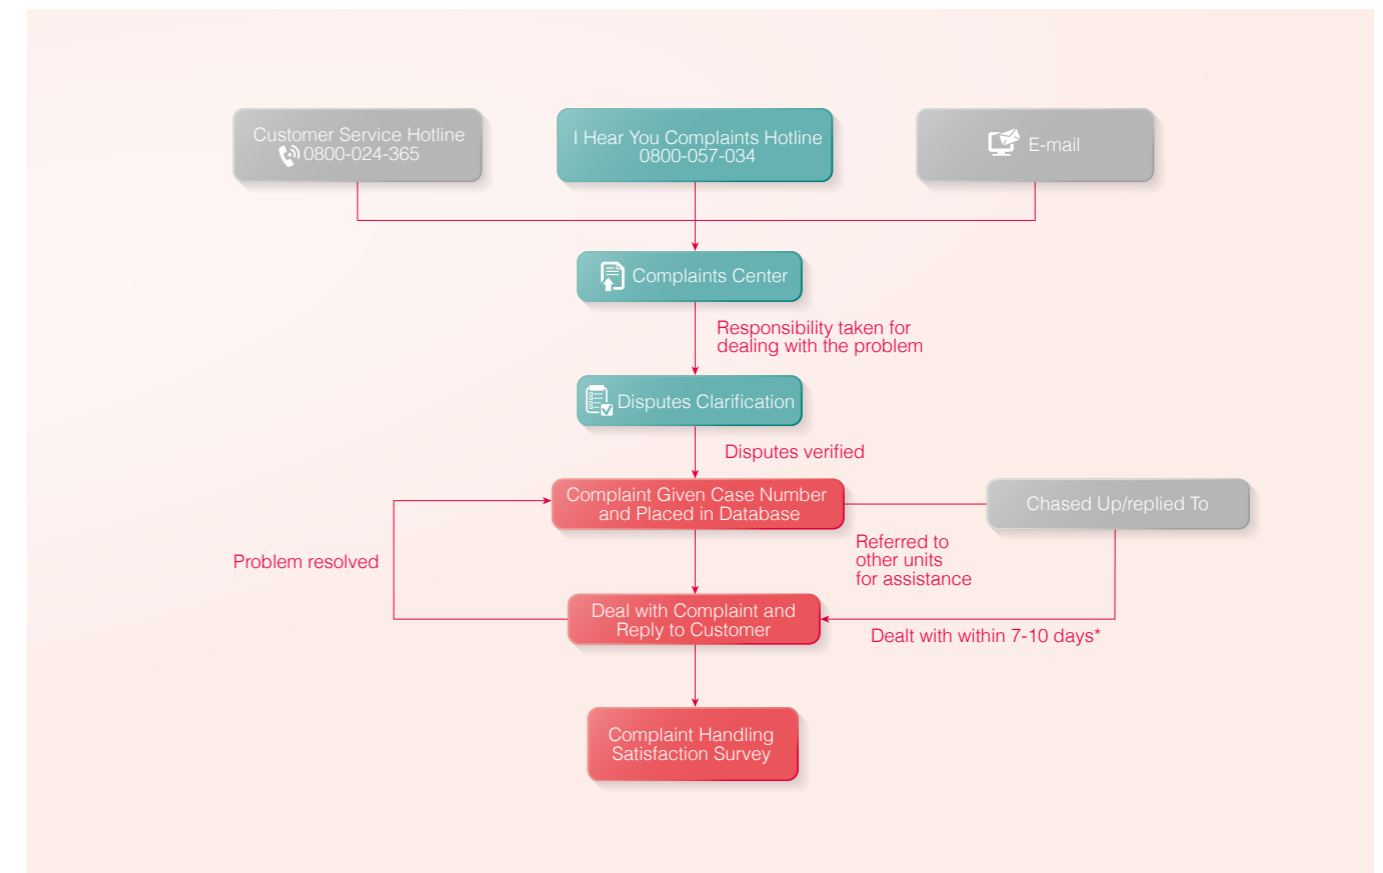 Customer Service Hotline
0800-024-365
I Hear You Complaints Hotline
0800-057-034
E-mail
Complaints Center
Responsibility taken for
dealing with the problem
Disputes Clarification
Disputes verified
Complaint Given Case Number
and Placed in Database
Chased Up/replied To
Referred to
other units
for assistance
Problem resolved
Deal with Complaint and
Reply to Customer
Dealt with within 7-10 days*
Complaint Handling
Satisfaction Survey